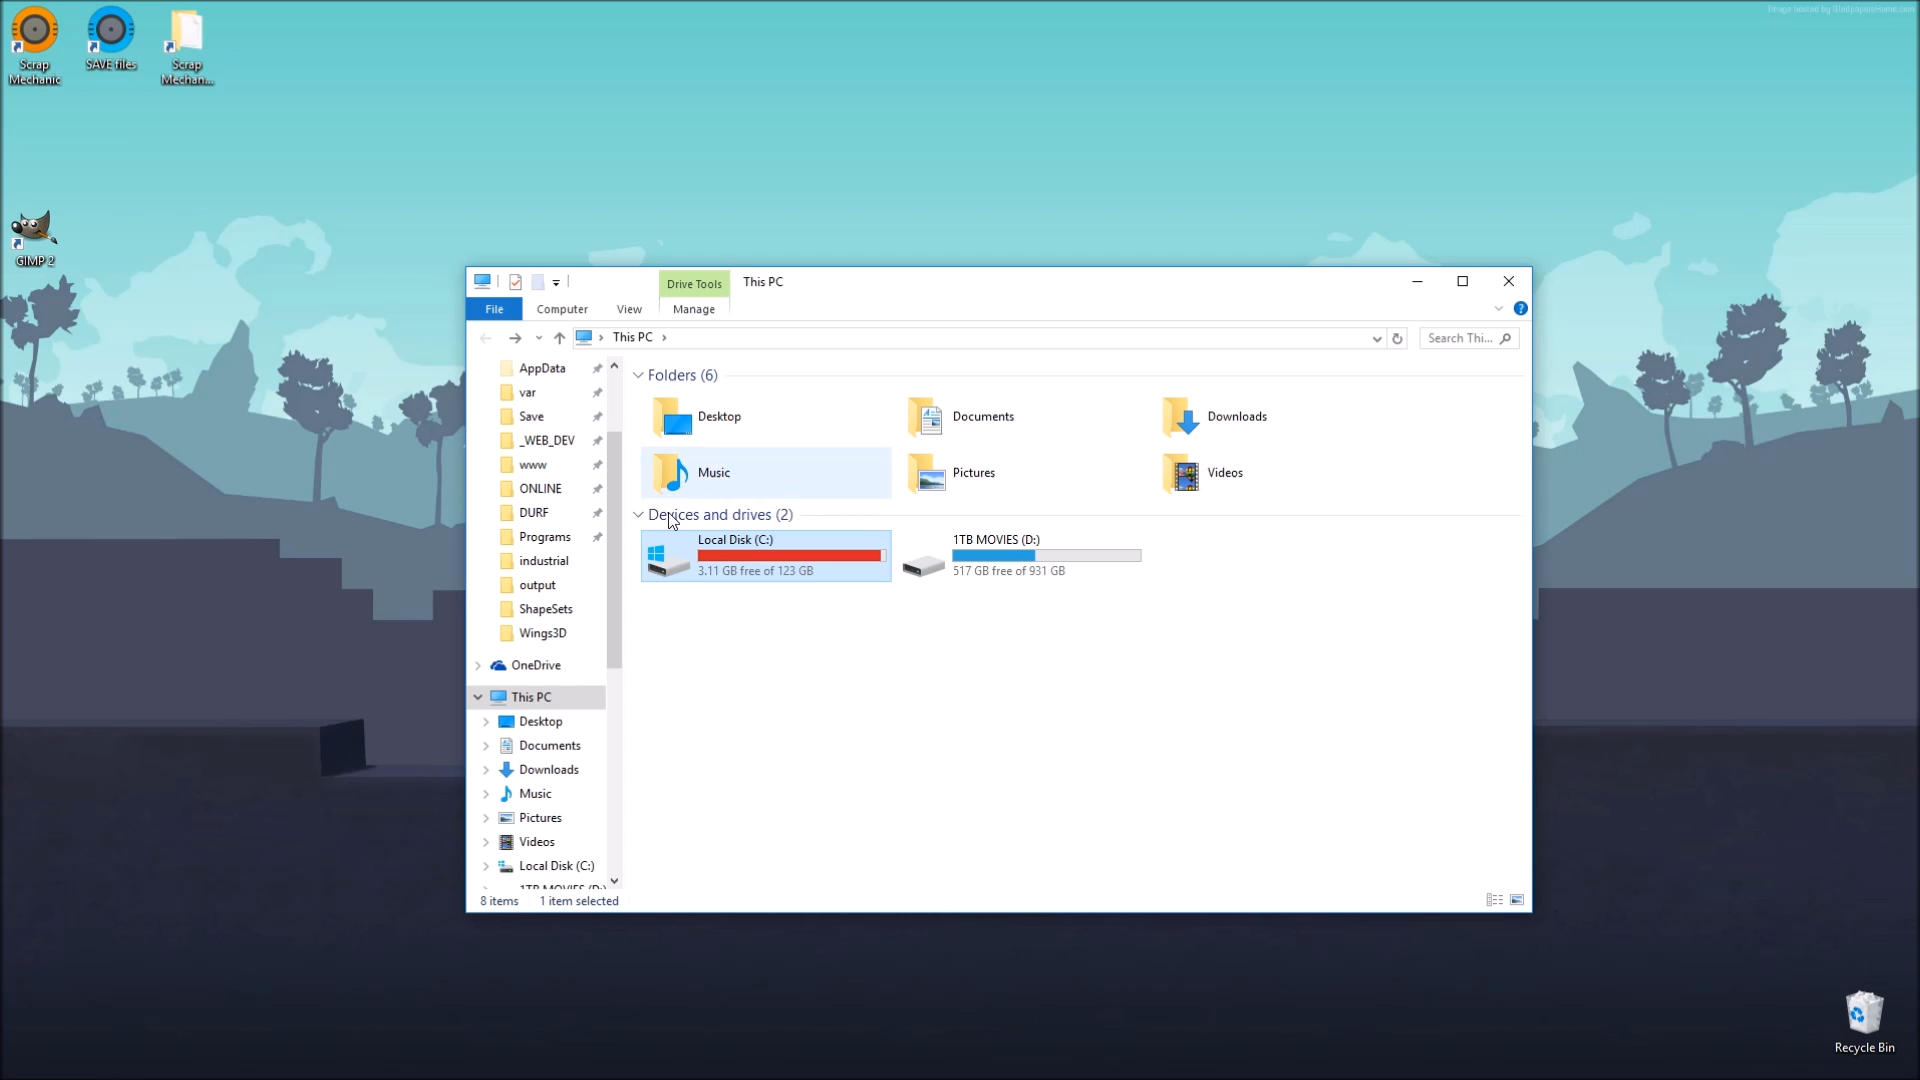 Scrap
Mechanic
SAVE files
Scrap
Mechan...
GIMP 2
Drive Tools
This PC
File
Computer
View
Manage
This PC
Search Thi...
AppData
var
Save
_WEB_DEV
www
ONLINE
DURF
Programs
industrial
output
ShapeSets
Wings3D
OneDrive
This PC
Desktop
Documents
Downloads
Music
Pictures
Videos
Local Disk (C:)
1TB MOVIES (D:)
Folders (6)
Desktop
Documents
Downloads
Music
Pictures
Videos
Devices and drives (2)
Local Disk (C:)
3.11 GB free of 123 GB
1TB MOVIES (D:)
517 GB free of 931 GB
8 items
1 item selected
Recycle Bin